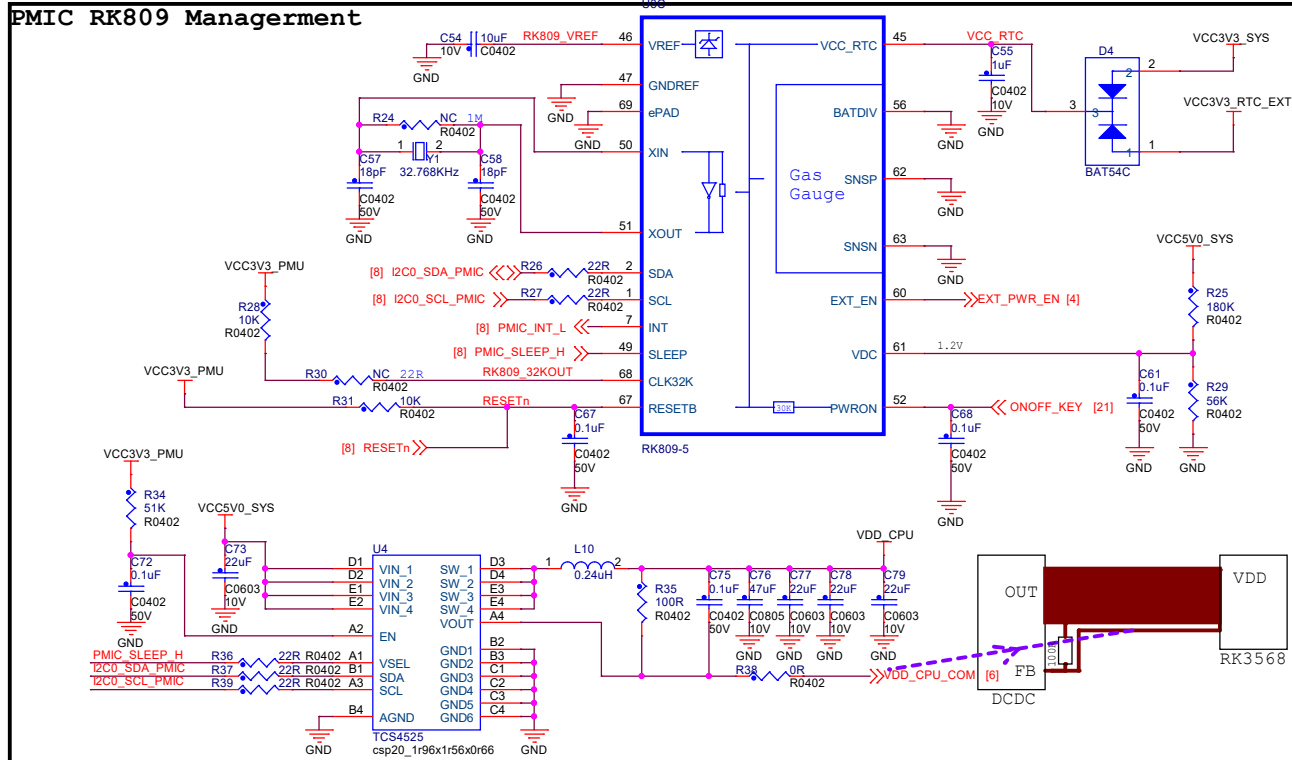 PMIC RK809 Managerment
C54
10uF
10V
C0402
RK809_VREF
46
VREF
GND
47
GNDREF
GND
69
ePAD
GND
R24
NC
1M
R0402
50
XIN
1
2
Y1
32.768KHz
C57
18pF
C0402
50V
GND
C58
18pF
C0402
50V
GND
51
XOUT
[8] I2C0_SDA_PMIC
R26
22R
R0402
2
SDA
[8] I2C0_SCL_PMIC
R27
22R
R0402
1
SCL
[8] PMIC_INT_L
7
INT
[8] PMIC_SLEEP_H
49
SLEEP
VCC3V3_PMU
R28
10K
R0402
R30
NC
22R
R0402
RK809_32KOUT
68
CLK32K
VCC3V3_PMU
R31
10K
R0402
RESETn
67
RESETB
[8] RESETn
C67
0.1uF
C0402
50V
GND
RK809-5
Gas
Gauge
30K
VCC_RTC
45
VCC_RTC
C55
1uF
C0402
10V
GND
D4
2
2
3
3
1
1
BAT54C
VCC3V3_SYS
VCC3V3_RTC_EXT
BATDIV
56
GND
SNSP
62
GND
SNSN
63
GND
EXT_EN
60
EXT_PWR_EN [4]
VDC
61
1.2V
VCC5V0_SYS
R25
180K
R0402
C61
0.1uF
C0402
50V
GND
R29
56K
R0402
GND
PWRON
52
ONOFF_KEY [21]
C68
0.1uF
C0402
50V
GND
VCC3V3_PMU
R34
51K
R0402
C72
0.1uF
C0402
50V
GND
VCC5V0_SYS
C73
22uF
C0603
10V
GND
U4
D1
VIN_1
D2
VIN_2
E1
VIN_3
E2
VIN_4
A2
EN
PMIC_SLEEP_H
R36
22R
R0402
A1
VSEL
I2C0_SDA_PMIC
R37
22R
R0402
B1
SDA
I2C0_SCL_PMIC
R39
22R
R0402
A3
SCL
B4
AGND
GND
SW_1
D3
SW_2
D4
SW_3
E3
SW_4
E4
VOUT
A4
GND1
B2
GND2
B3
GND3
C1
GND4
C2
GND5
C3
GND6
C4
GND
TCS4525
csp20_1r96x1r56x0r66
1
L10
2
0.24uH
R35
100R
R0402
C75
0.1uF
C0402
50V
GND
C76
47uF
C0805
10V
GND
C77
22uF
C0603
10V
GND
C78
22uF
C0603
10V
GND
VDD_CPU
C79
22uF
C0603
10V
GND
R38
0R
R0402
VDD_CPU_COM [6]
OUT
FB
DCDC
100R
VDD
RK3568